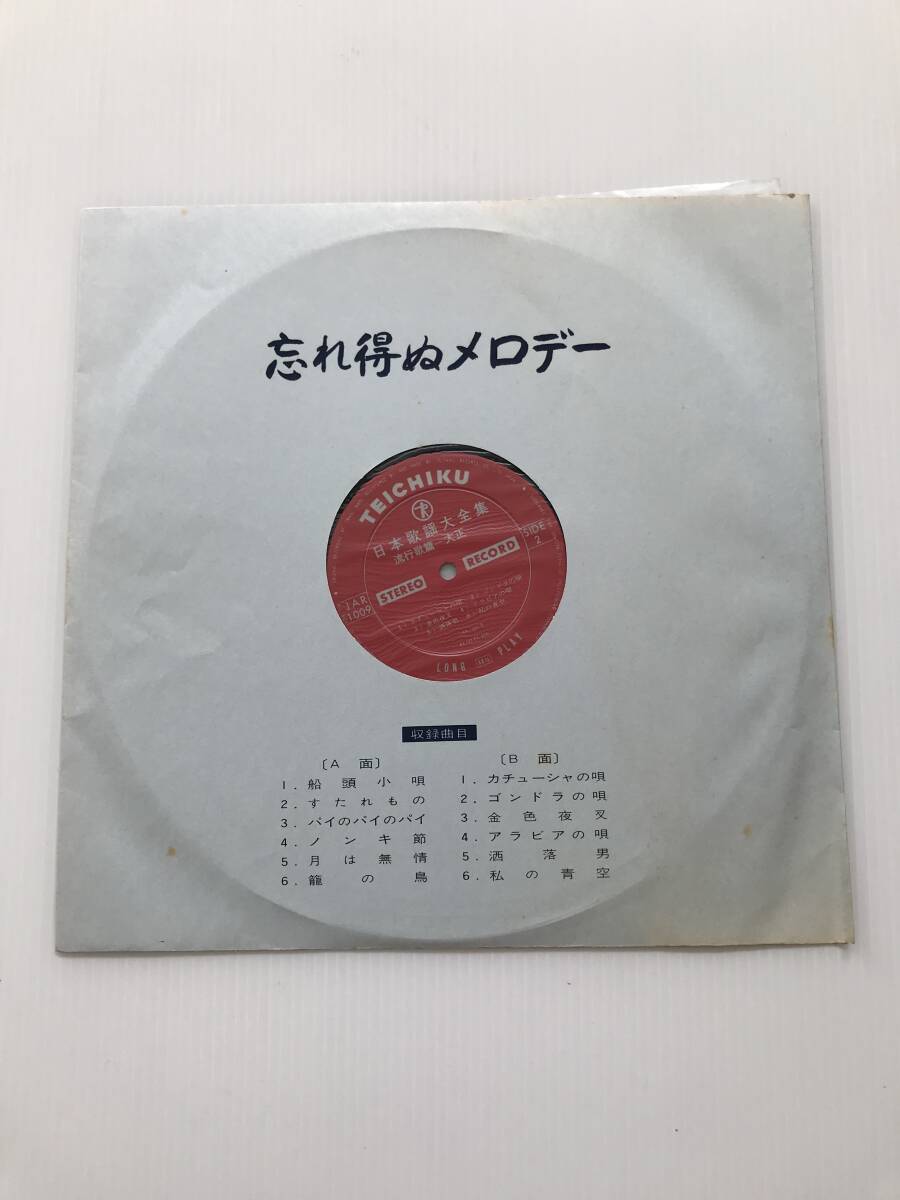 忘れ得ぬメロデー
TEICHIKU
日本歌謡大全集
流行歌篇—大正
SIDE 2
STEREO
RECORD
JAR 1009
LONG PLAY
収録曲目
〔A 面〕
1. 船頭小唄
2. すたれもの
3. パイのパイのパイ
4. ノンキ節
5. 月は無情
6. 籠の鳥
〔B 面〕
1. カチューシャの唄
2. ゴンドラの唄
3. 金色夜叉
4. アラビアの唄
5. 洒落男
6. 私の青空